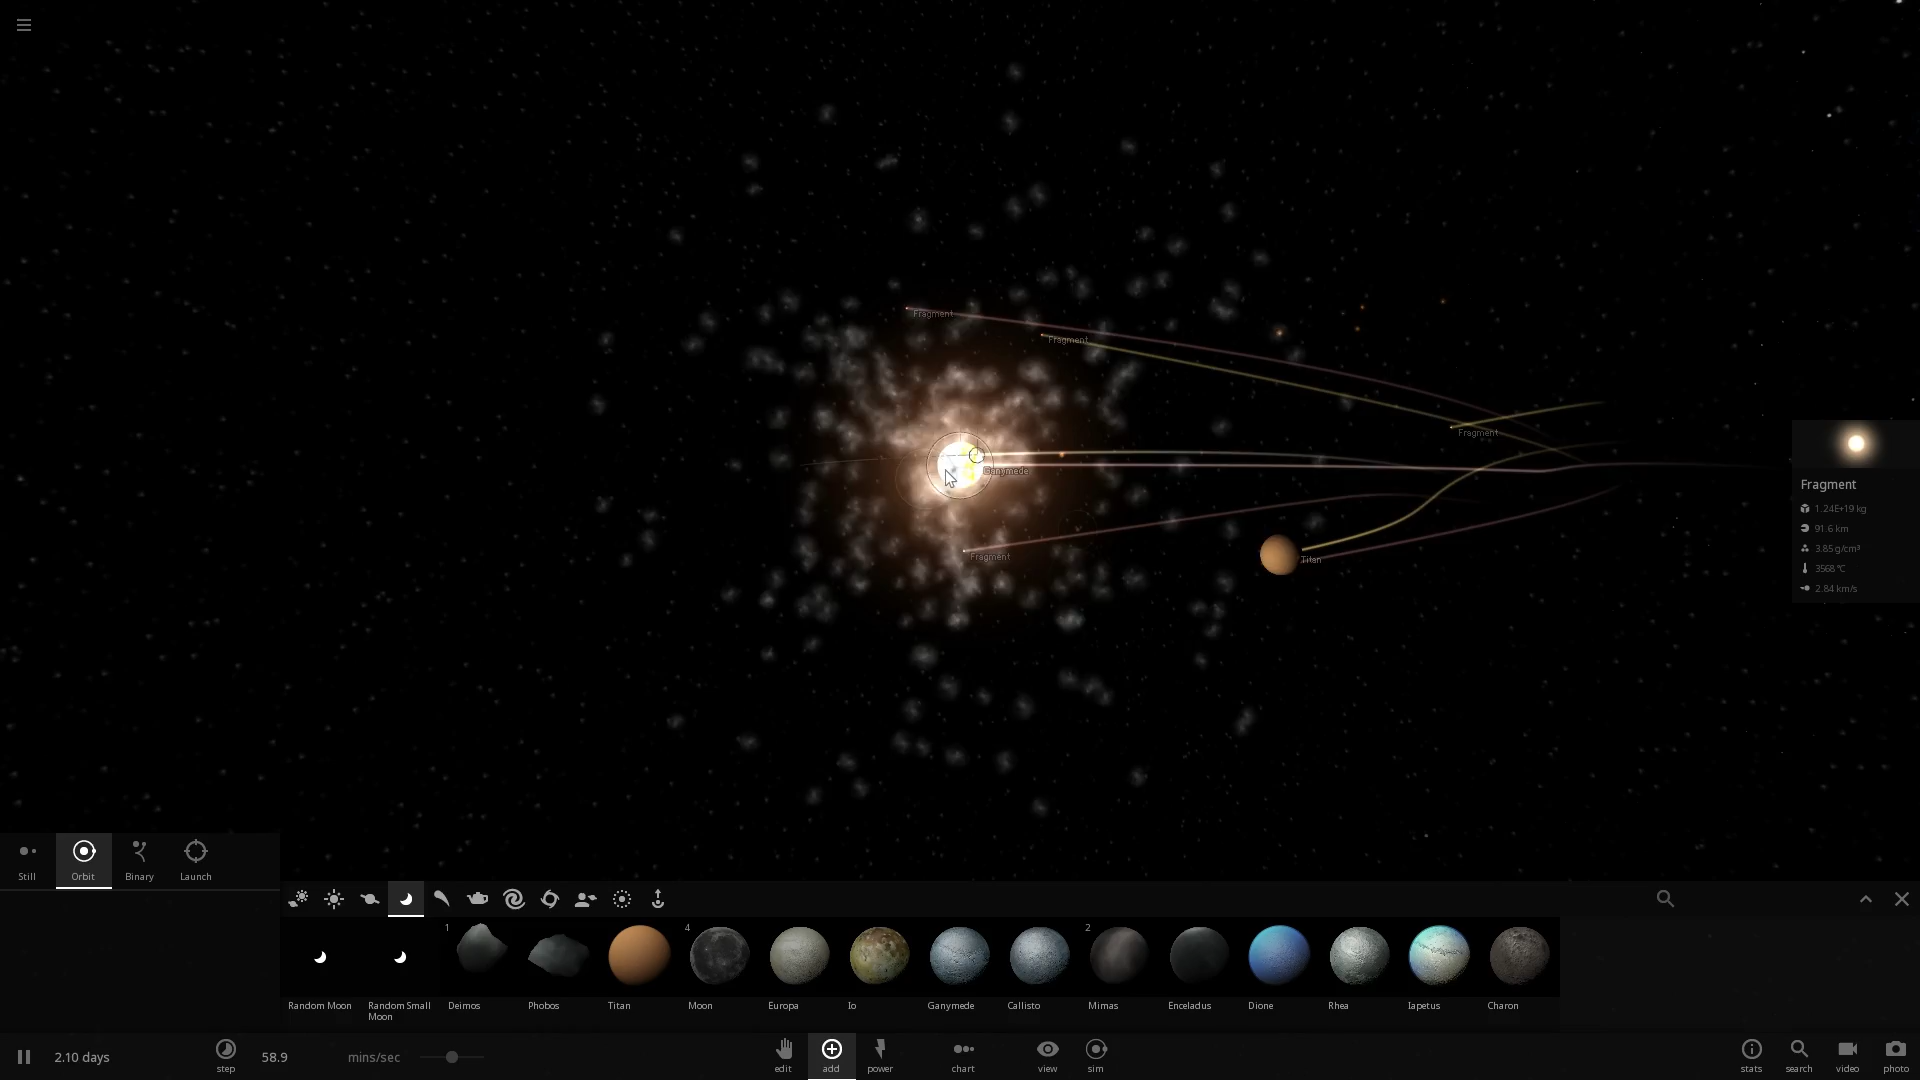 Fragment
Fragment
Fragment
Ganymede
Fragment
Titan
Fragment
1.24E+19 kg
91.6 km
3.85 g/cm³
3568 °C
2.84 km/s
Still
Orbit
Binary
Launch
1
4
2
Random Moon
Random Small
Moon
Deimos
Phobos
Titan
Moon
Europa
Io
Ganymede
Callisto
Mimas
Enceladus
Dione
Rhea
Iapetus
Charon
2.10 days
step
58.9
mins/sec
edit
add
power
chart
view
sim
stats
search
video
photo